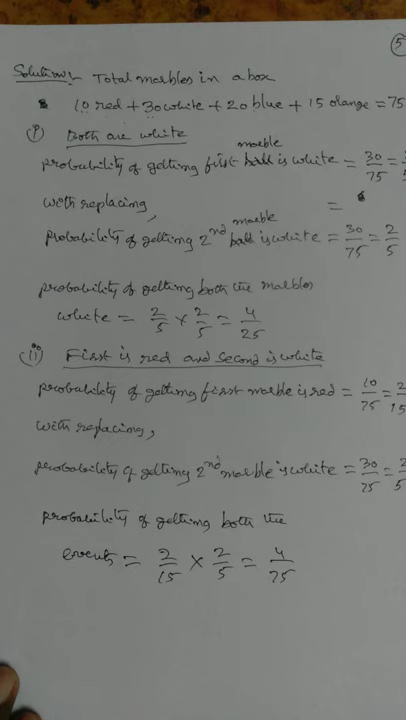 5
Solution:- Total marbles in a box
10 red + 30 white + 20 blue + 15 orange = 75
(i) Both are white
marble
probability of getting first ball is white = 30/75 =
with replacing, =
marble
probability of getting 2nd ball is white = 30/75 = 2/5
probability of getting both the marbles
white = 2/5 × 2/5 = 4/25
(ii) First is red and second is white
probability of getting first marble is red = 10/75 = 2/15
with replacing,
probability of getting 2nd marble is white = 30/75 = 2/5
probability of getting both the
events = 2/15 × 2/5 = 4/75